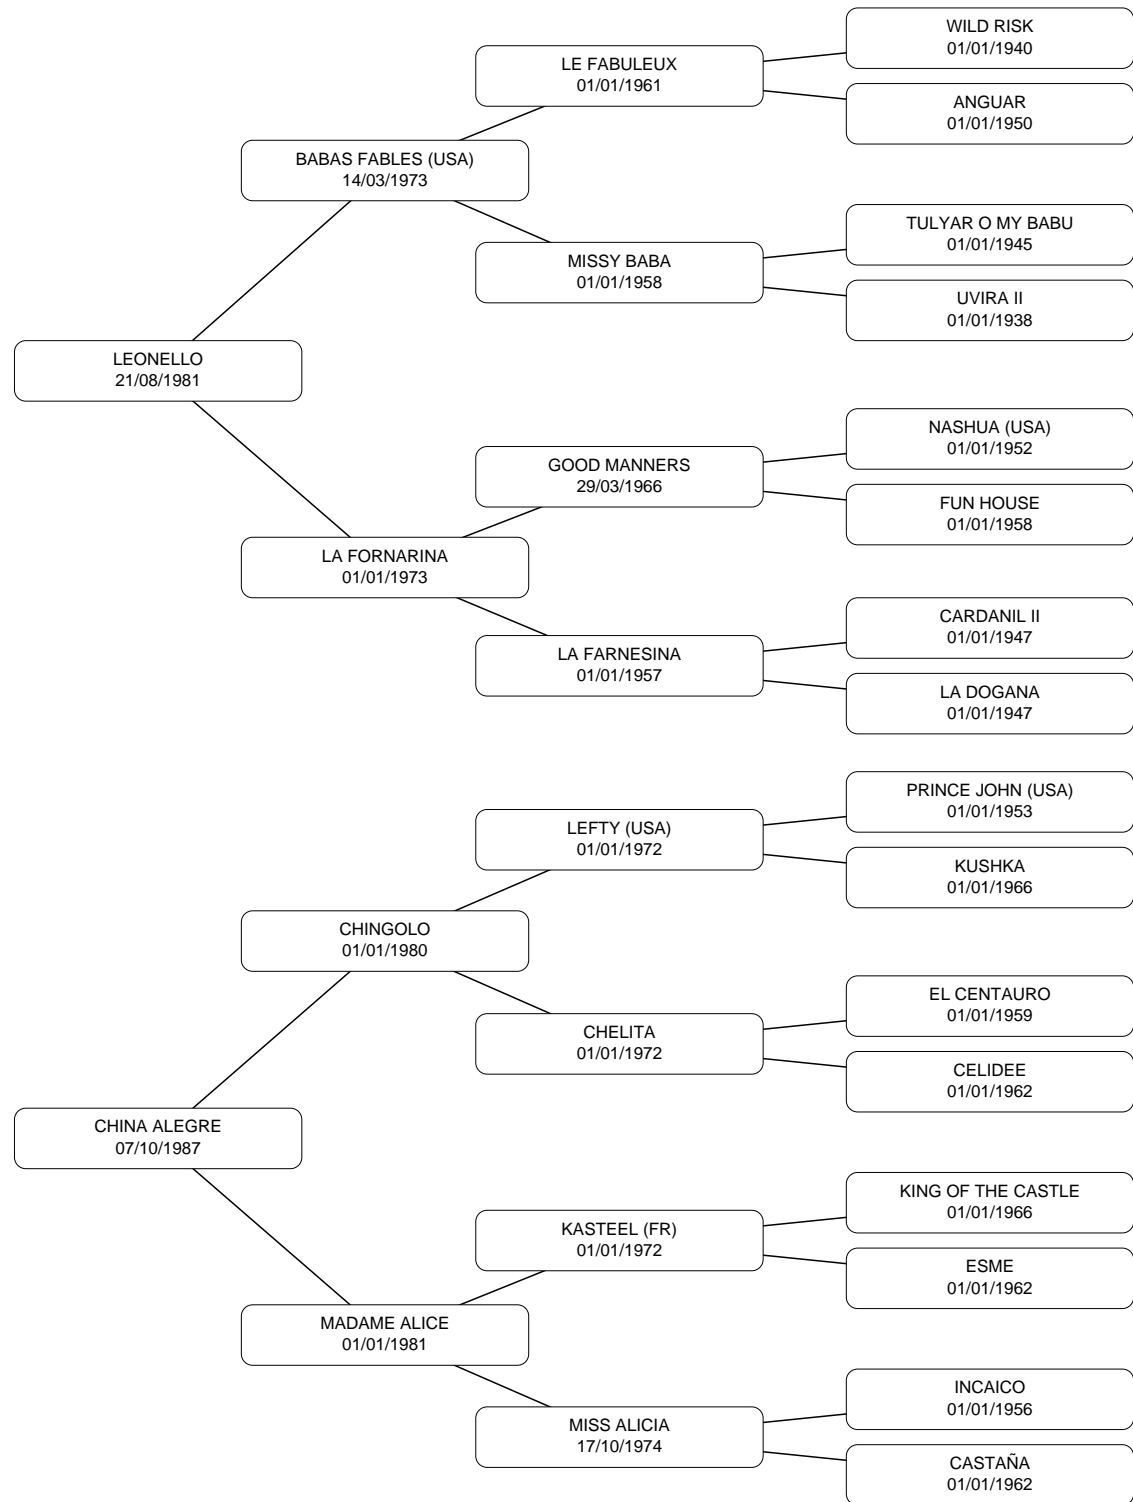 WILD RISK
01/01/1940
LE FABULEUX
01/01/1961
ANGUAR
01/01/1950
BABAS FABLES (USA)
14/03/1973
TULYAR O MY BABU
01/01/1945
MISSY BABA
01/01/1958
UVIRA II
01/01/1938
LEONELLO
21/08/1981
NASHUA (USA)
01/01/1952
GOOD MANNERS
29/03/1966
FUN HOUSE
01/01/1958
LA FORNARINA
01/01/1973
CARDANIL II
01/01/1947
LA FARNESINA
01/01/1957
LA DOGANA
01/01/1947
PRINCE JOHN (USA)
01/01/1953
LEFTY (USA)
01/01/1972
KUSHKA
01/01/1966
CHINGOLO
01/01/1980
EL CENTAURO
01/01/1959
CHELITA
01/01/1972
CELIDEE
01/01/1962
CHINA ALEGRE
07/10/1987
KING OF THE CASTLE
01/01/1966
KASTEEL (FR)
01/01/1972
ESME
01/01/1962
MADAME ALICE
01/01/1981
INCAICO
01/01/1956
MISS ALICIA
17/10/1974
CASTAÑA
01/01/1962